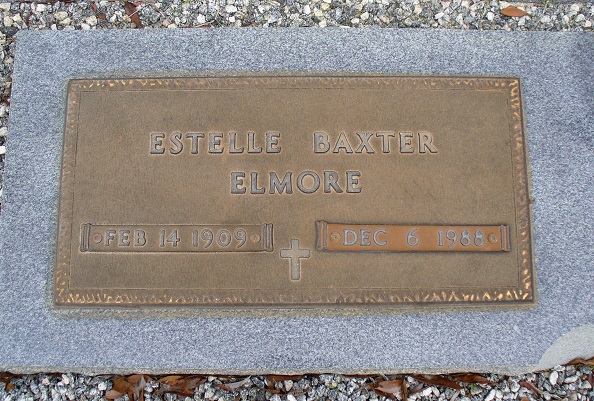 ESTELLE BAXTER
ELMORE
FEB 14 1909 DEC 6 1988